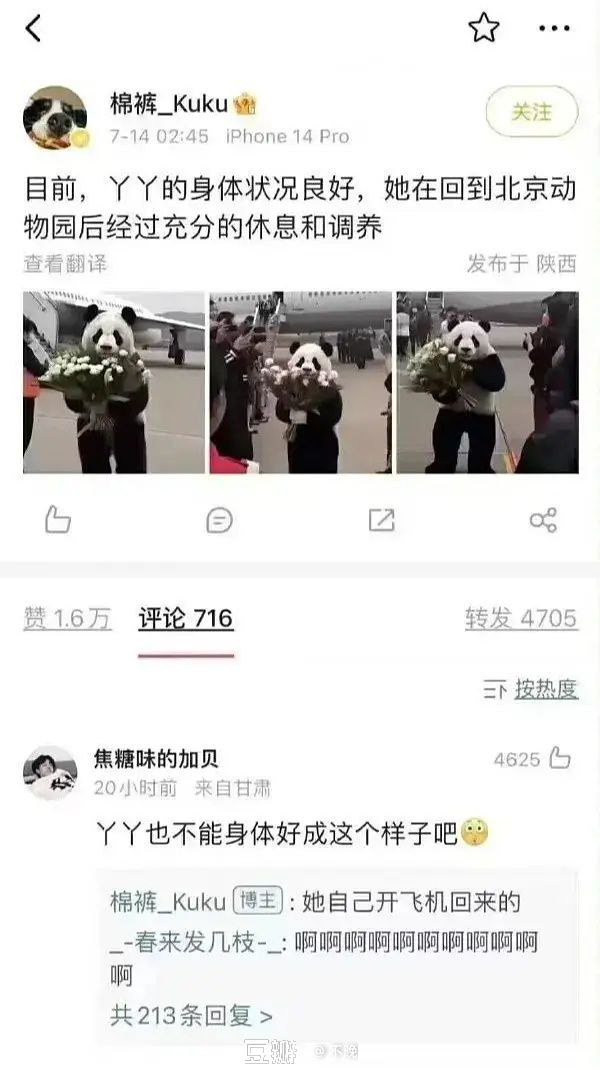 棉裤_Kuku
7-14 02:45 iPhone 14 Pro
关注
目前，丫丫的身体状况良好，她在回到北京动
物园后经过充分的休息和调养
查看翻译
发布于 陕西
赞 1.6万
评论 716
转发 4705
按热度
焦糖味的加贝
20小时前 来自甘肃
4625
丫丫也不能身体好成这个样子吧
棉裤_Kuku 博主 : 她自己开飞机回来的
_-春来发几枝-_: 啊啊啊啊啊啊啊啊啊啊
啊
共213条回复 >
豆瓣